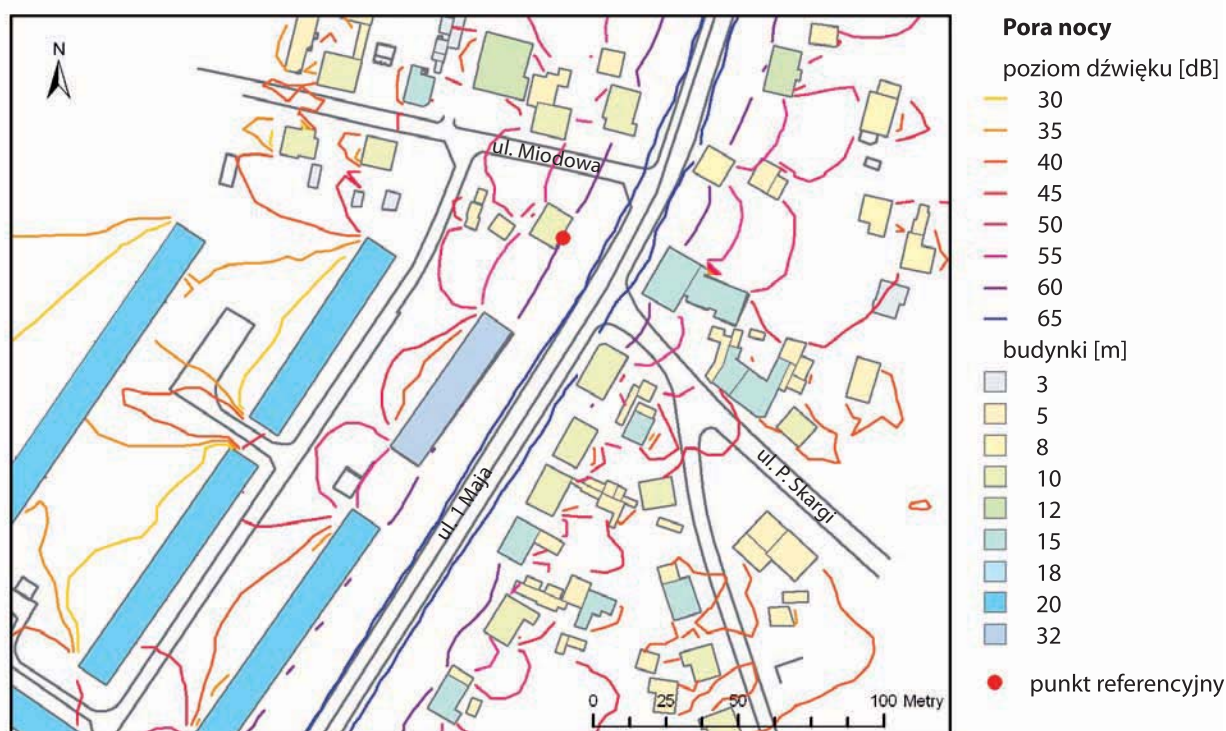 N
ul. Miodowa
ul. 1 Maja
ul. P. Skargi
0 25 50 100 Metry
Pora nocy
poziom dźwięku [dB]
30
35
40
45
50
55
60
65
budynki [m]
3
5
8
10
12
15
18
20
32
punkt referencyjny